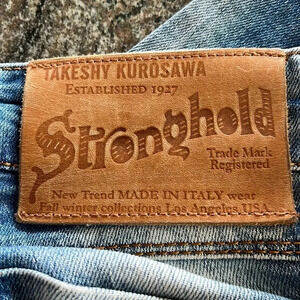 TAKESHY KUROSAWA
ESTABLISHED 1927
Stronghold
Trade Mark
Registered
New Trend MADE IN ITALY wear
Fall winter collections Los Angeles, USA